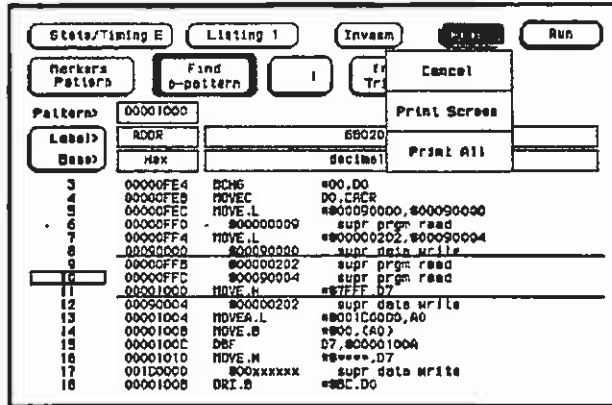 State/Timing E Listing 1 Invasm Run
Markers Pattern Find o-pattern 1
Cancel
Print Screen
Print All
Pattern> 00001000
Label> ADDR 68020
Base> Hex decimal
3 00000FE4 BCHG #00,D0
4 00000FE8 MOVEC D0,CACR
5 00000FEC MOVE.L #$00090000,$00090000
6 00000FF0 $00000009 supr prgm read
7 00000FF4 MOVE.L #$00000202,$00090004
8 00090000 $00090000 supr data write
9 00000FF8 $00000202 supr prgm read
10 00000FFC $00090004 supr prgm read
11 00001000 MOVE.W #$7FFF,D7
12 00090004 $00000202 supr data write
13 00001004 MOVEA.L #$001C0000,A0
14 00001008 MOVE.B #$00,(A0)
15 0000100C DBF D7,$0000100A
16 00001010 MOVE.W #$****,D7
17 001D0000 $00xxxxxx supr data write
18 00001008 ORI.B #$BC,D0